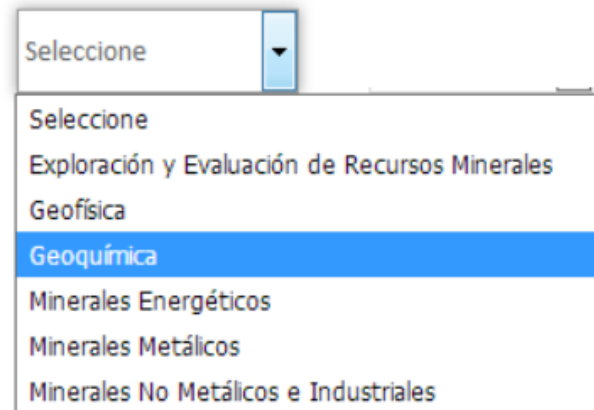 Seleccione
Seleccione
Exploración y Evaluación de Recursos Minerales
Geofísica
Geoquímica
Minerales Energéticos
Minerales Metálicos
Minerales No Metálicos e Industriales